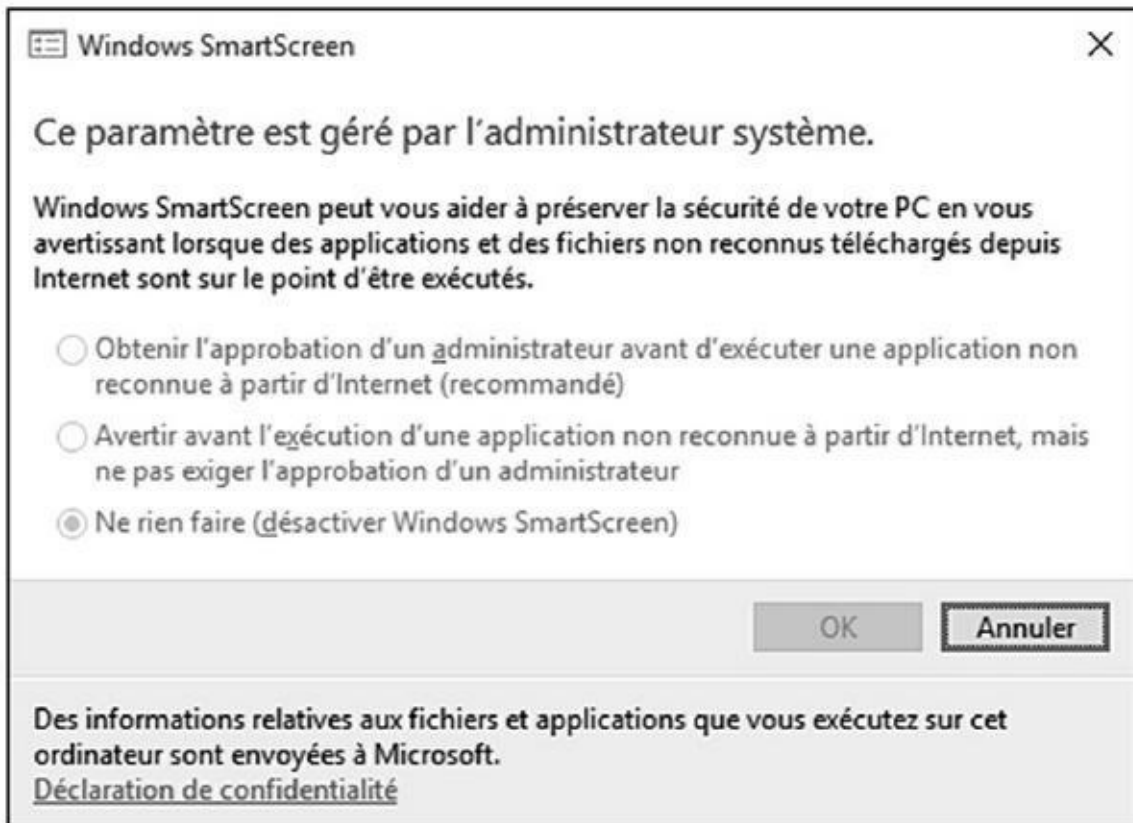 Windows SmartScreen
Ce paramètre est géré par l'administrateur système.
Windows SmartScreen peut vous aider à préserver la sécurité de votre PC en vous
avertissant lorsque des applications et des fichiers non reconnus téléchargés depuis
Internet sont sur le point d'être exécutés.
Obtenir l'approbation d'un administrateur avant d'exécuter une application non
reconnue à partir d'Internet (recommandé)
Avertir avant l'exécution d'une application non reconnue à partir d'Internet, mais
ne pas exiger l'approbation d'un administrateur
Ne rien faire (désactiver Windows SmartScreen)
OK Annuler
Des informations relatives aux fichiers et applications que vous exécutez sur cet
ordinateur sont envoyées à Microsoft.
Déclaration de confidentialité